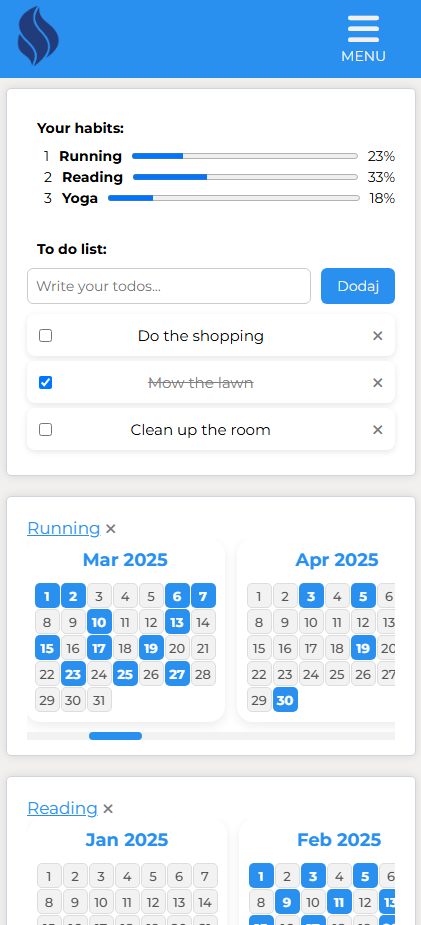 MENU
Your habits:
1 Running 23%
2 Reading 33%
3 Yoga 18%
To do list:
Write your todos... Dodaj
Do the shopping ×
Mow the lawn ×
Clean up the room ×
Running ×
Mar 2025 Apr 2025
1 2 3 4 5 6 7 1 2 3 4 5 6
8 9 10 11 12 13 14 8 9 10 11 12 13
15 16 17 18 19 20 21 15 16 17 18 19 20
22 23 24 25 26 27 28 22 23 24 25 26 27
29 30 31 29 30
Reading ×
Jan 2025 Feb 2025
1 2 3 4 5 6 7 1 2 3 4 5 6
8 9 10 11 12 13 14 8 9 10 11 12 13